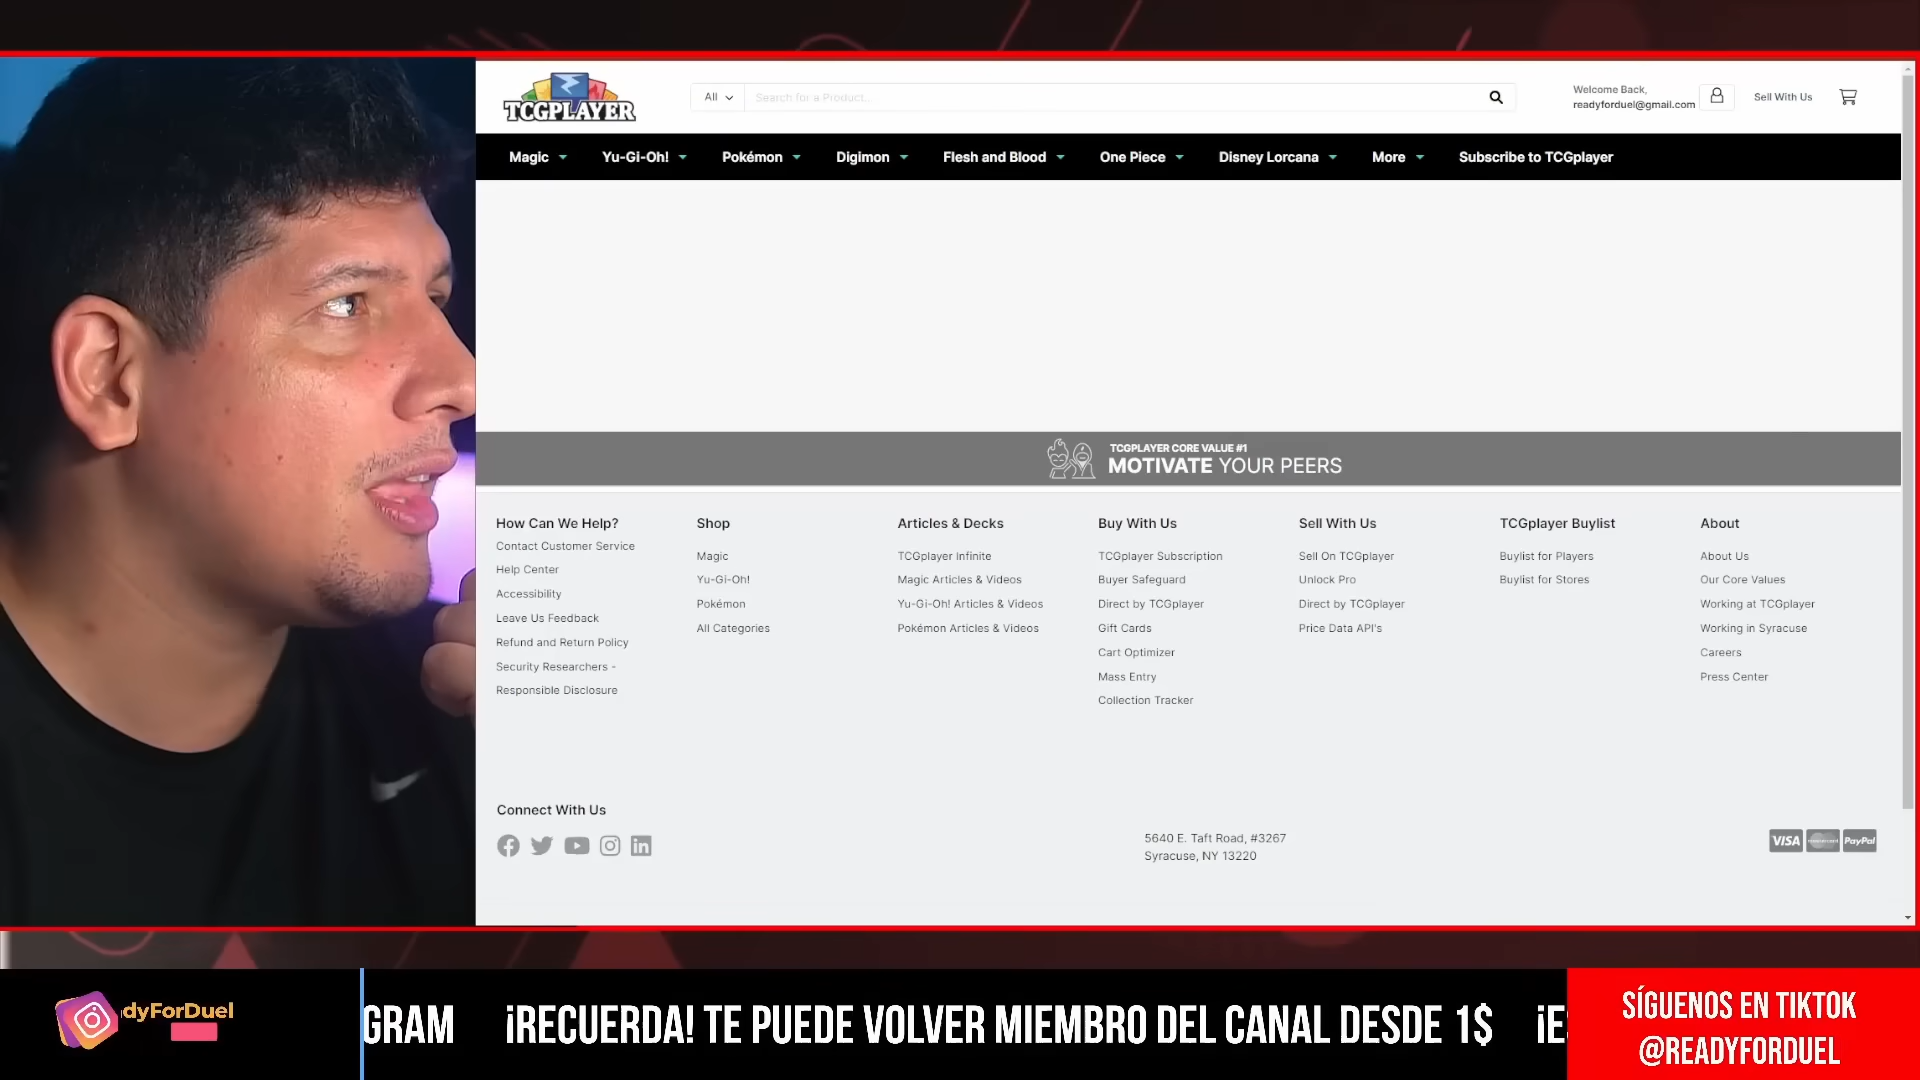 TCGPLAYER
All
Search for a Product...
Welcome Back,
readyforduel@gmail.com
Sell With Us
Magic
Yu-Gi-Oh!
Pokémon
Digimon
Flesh and Blood
One Piece
Disney Lorcana
More
Subscribe to TCGplayer
TCGPLAYER CORE VALUE #1
MOTIVATE YOUR PEERS
How Can We Help?
Contact Customer Service
Help Center
Accessibility
Leave Us Feedback
Refund and Return Policy
Security Researchers -
Responsible Disclosure
Shop
Magic
Yu-Gi-Oh!
Pokémon
All Categories
Articles & Decks
TCGplayer Infinite
Magic Articles & Videos
Yu-Gi-Oh! Articles & Videos
Pokémon Articles & Videos
Buy With Us
TCGplayer Subscription
Buyer Safeguard
Direct by TCGplayer
Gift Cards
Cart Optimizer
Mass Entry
Collection Tracker
Sell With Us
Sell On TCGplayer
Unlock Pro
Direct by TCGplayer
Price Data API's
TCGplayer Buylist
Buylist for Players
Buylist for Stores
About
About Us
Our Core Values
Working at TCGplayer
Working in Syracuse
Careers
Press Center
Connect With Us
5640 E. Taft Road, #3267
Syracuse, NY 13220
VISA
PayPal
dyForDuel
GRAM ¡RECUERDA! TE PUEDE VOLVER MIEMBRO DEL CANAL DESDE 1$ ¡E
SÍGUENOS EN TIKTOK
@READYFORDUEL